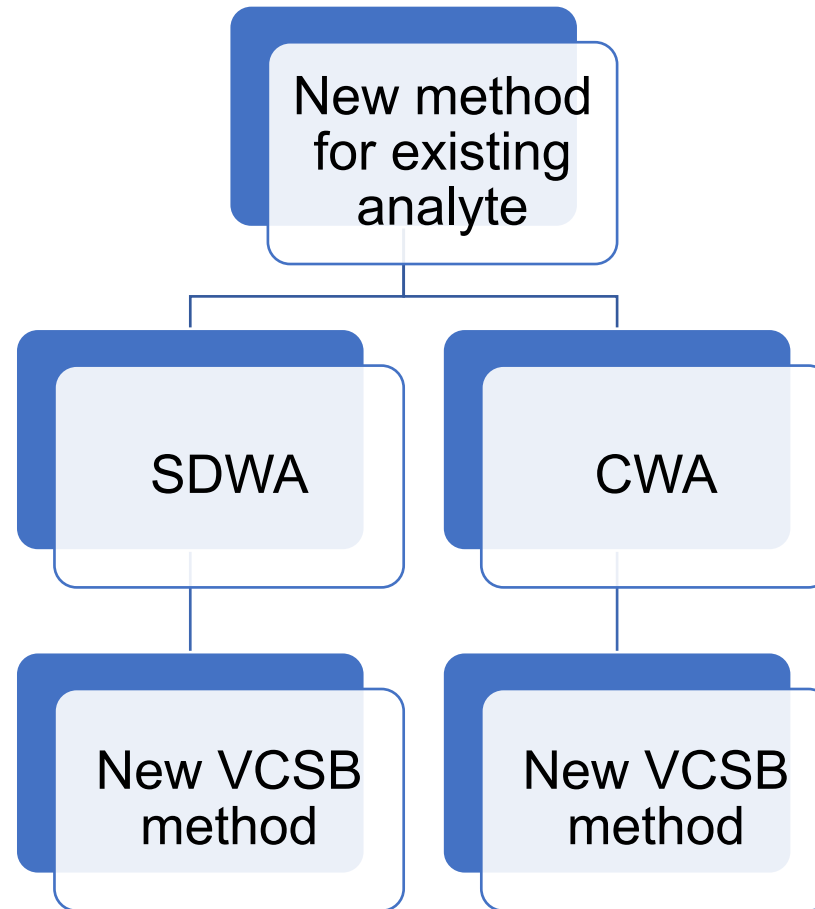 New method
for existing
analyte
SDWA
CWA
New VCSB
method
New VCSB
method